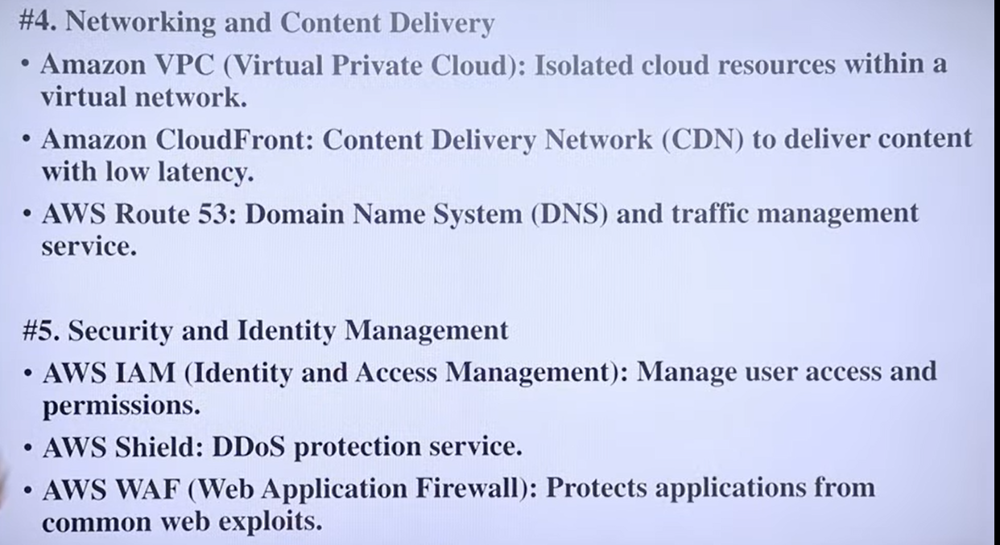 #4. Networking and Content Delivery
• Amazon VPC (Virtual Private Cloud): Isolated cloud resources within a
virtual network.
• Amazon CloudFront: Content Delivery Network (CDN) to deliver content
with low latency.
• AWS Route 53: Domain Name System (DNS) and traffic management
service.
#5. Security and Identity Management
• AWS IAM (Identity and Access Management): Manage user access and
permissions.
• AWS Shield: DDoS protection service.
• AWS WAF (Web Application Firewall): Protects applications from
common web exploits.